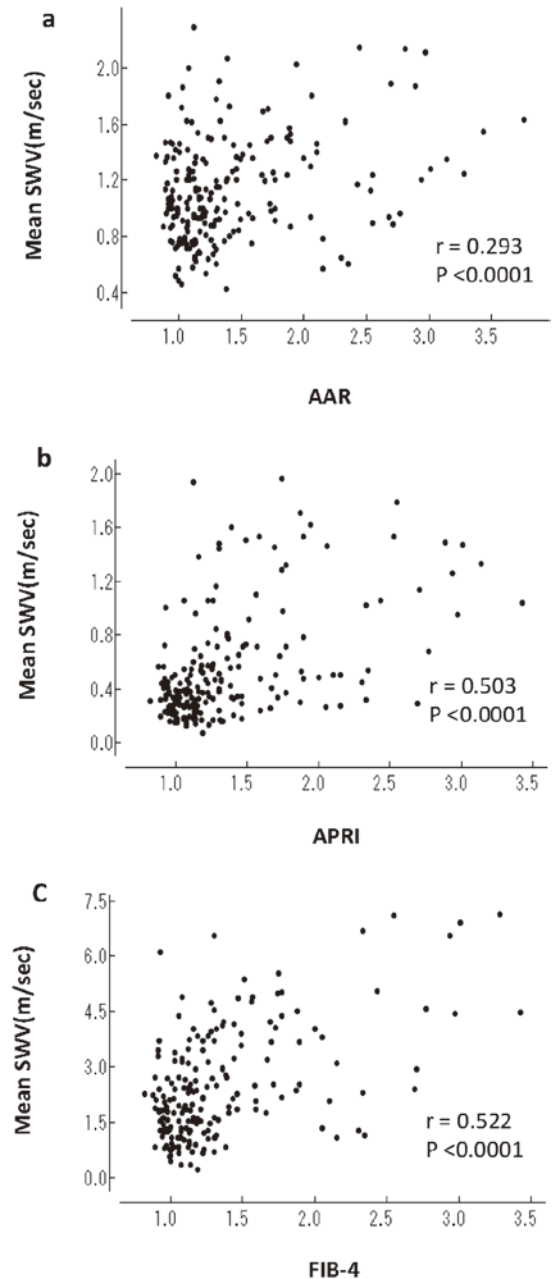 a
Mean SWV(m/sec)
2.0
1.6
1.2
0.8
0.4
r = 0.293
P <0.0001
1.0 1.5 2.0 2.5 3.0 3.5
AAR
b
Mean SWV(m/sec)
2.0
1.6
1.2
0.8
0.4
0.0
r = 0.503
P <0.0001
1.0 1.5 2.0 2.5 3.0 3.5
APRI
C
Mean SWV(m/sec)
7.5
6.0
4.5
3.0
1.5
0.0
r = 0.522
P <0.0001
1.0 1.5 2.0 2.5 3.0 3.5
FIB-4